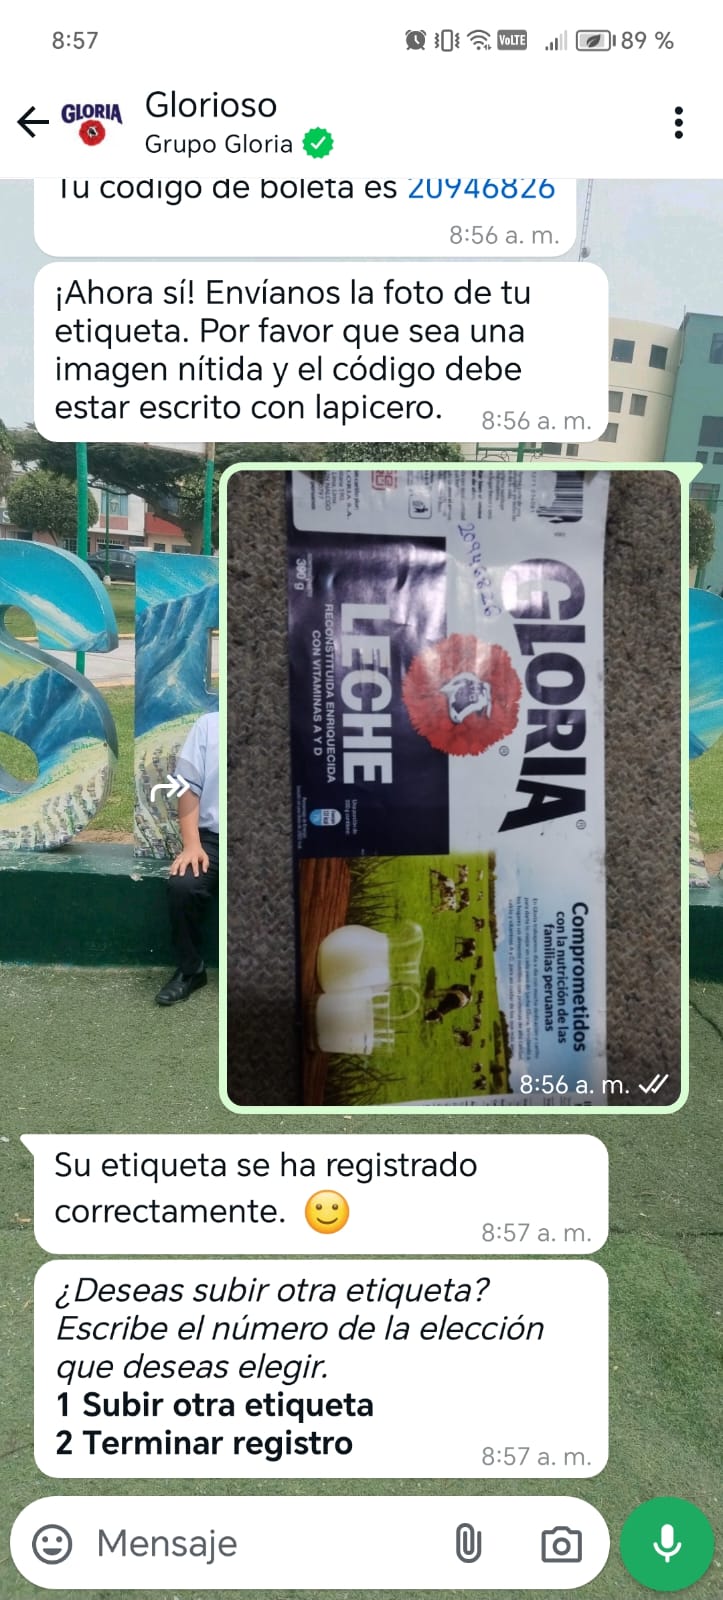 8:57
VoLTE
89 %
GLORIA
Glorioso
Grupo Gloria
Tu código de boleta es 20946826
8:56 a. m.
¡Ahora sí! Envíanos la foto de tu
etiqueta. Por favor que sea una
imagen nítida y el código debe
estar escrito con lapicero.
8:56 a. m.
20946826
GLORIA®
®
LECHE
RECONSTITUIDA ENRIQUECIDA
CON VITAMINAS A Y D
390 g
Comprometidos
con la nutrición de las
familias peruanas
8:56 a. m.
Su etiqueta se ha registrado
correctamente. 🙂
8:57 a. m.
¿Deseas subir otra etiqueta?
Escribe el número de la elección
que deseas elegir.
1 Subir otra etiqueta
2 Terminar registro
8:57 a. m.
Mensaje